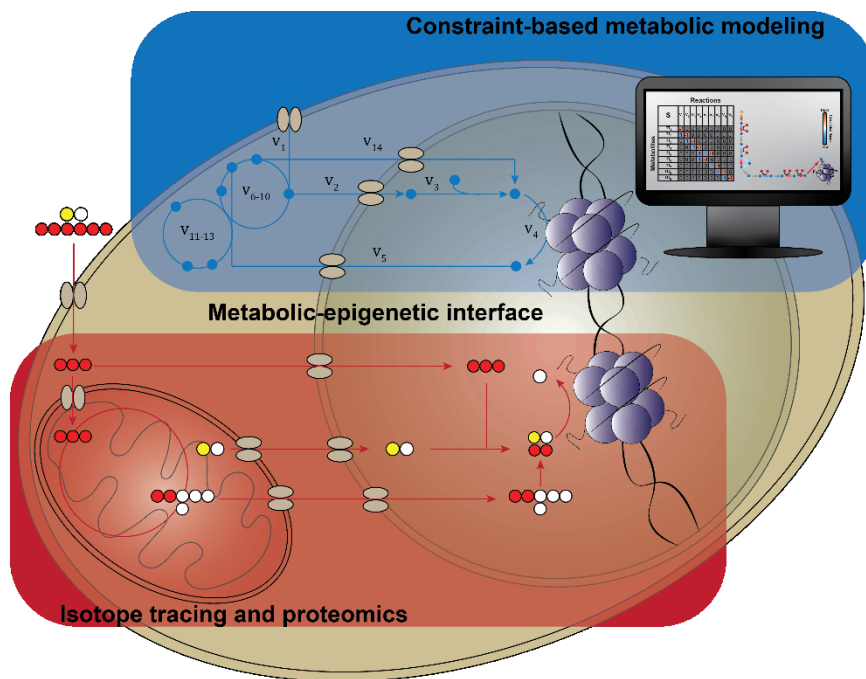 Constraint-based metabolic modeling
Reactions
S
Metabolites
v1
v14
v2
v3
v6-10
v11-13
v4
v5
Metabolic-epigenetic interface
Isotope tracing and proteomics